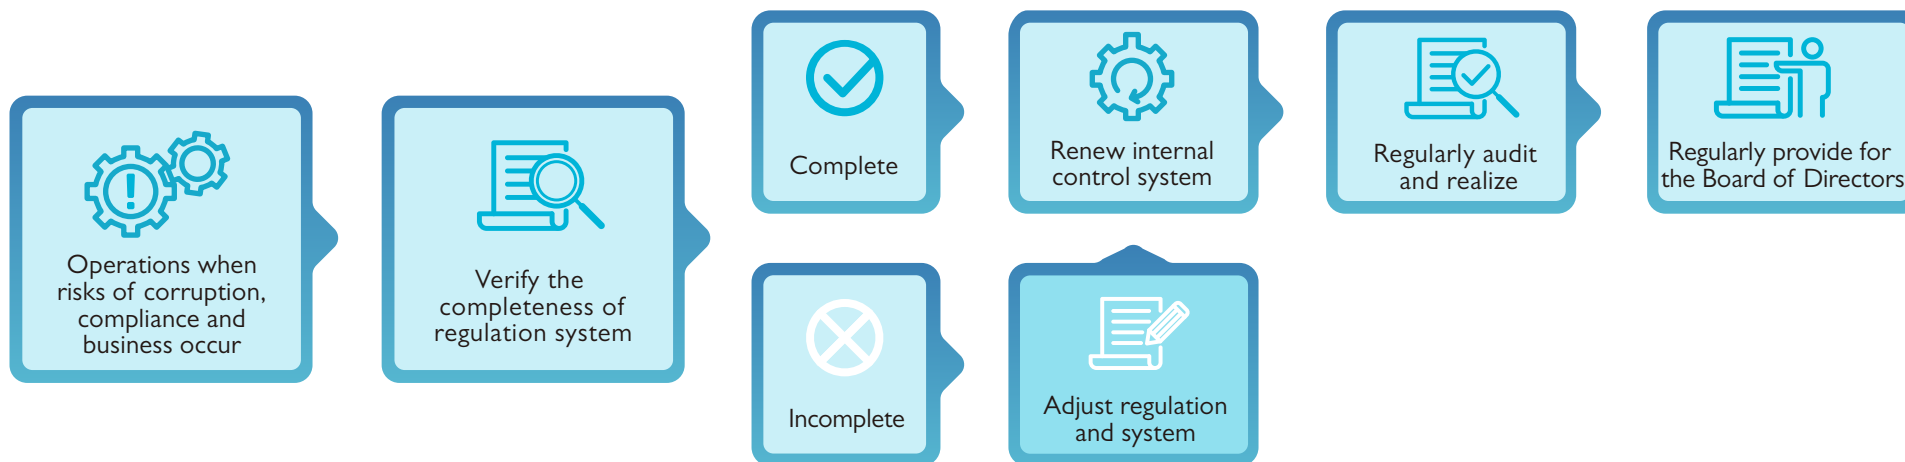 Operations when
risks of corruption,
compliance and
business occur
Verify the
completeness of
regulation system
Complete
Renew internal
control system
Regularly audit
and realize
Regularly provide for
the Board of Directors
Incomplete
Adjust regulation
and system